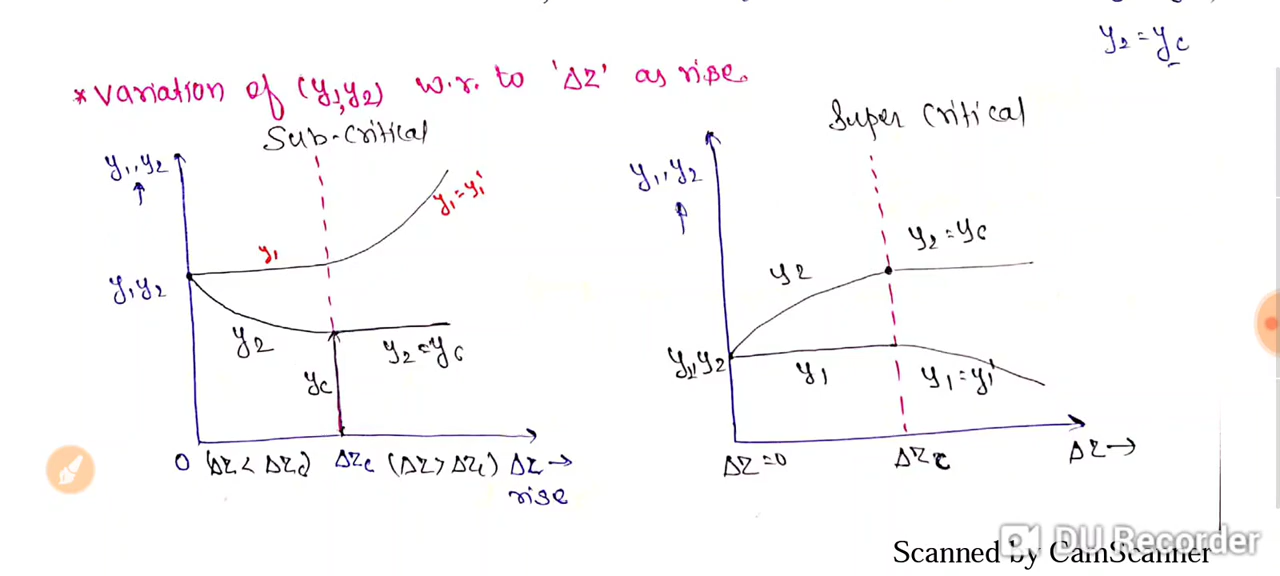 y2 = yc
* Variation of (y1,y2) w.r. to 'ΔZ' as rise.
Sub-critical
y1,y2
↑
y1
y1=y1'
y1y2
y2
yc
y2=yc
0 (ΔZ < ΔZc) ΔZc (ΔZ > ΔZc) ΔZ→
rise
Super critical
y1,y2
↑
y2
y2=yc
y1,y2
y1
y1=y1'
ΔZ=0 ΔZc ΔZ→
DU Recorder
Scanned by CamScanner